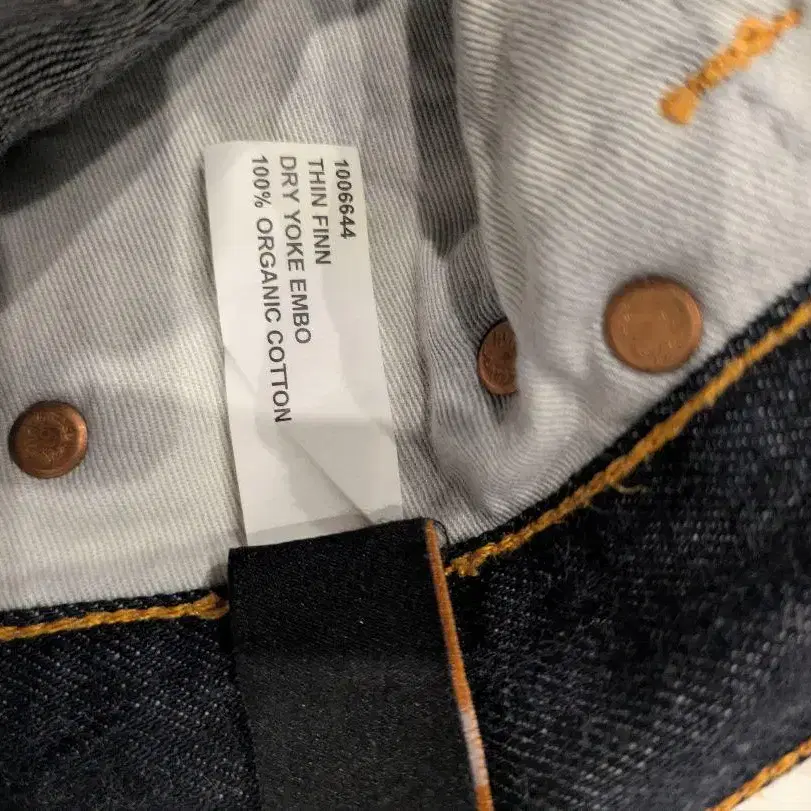 1006644
THIN FINN
DRY YOKE EMBO
100% ORGANIC COTTON